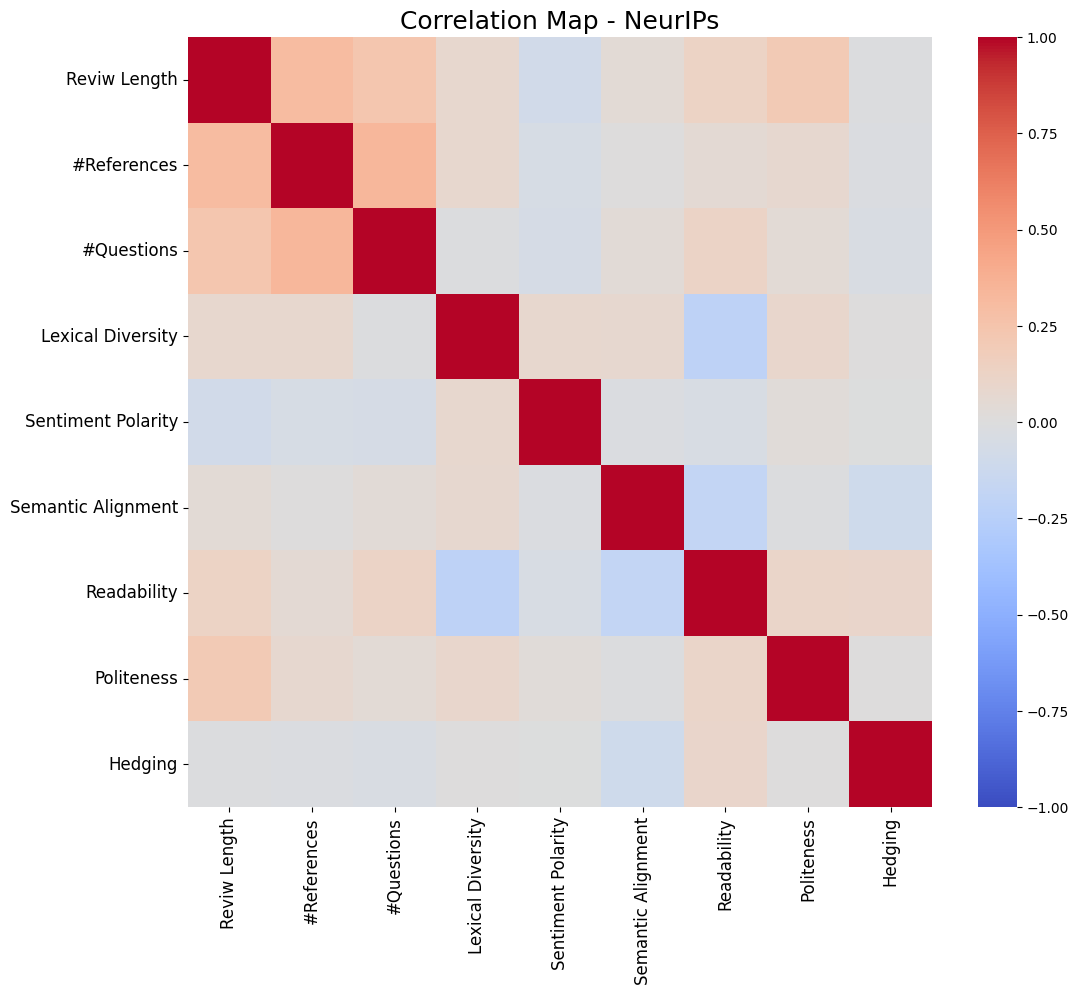 Correlation Map - NeurIPs
Reviw Length
#References
#Questions
Lexical Diversity
Sentiment Polarity
Semantic Alignment
Readability
Politeness
Hedging
Reviw Length
#References
#Questions
Lexical Diversity
Sentiment Polarity
Semantic Alignment
Readability
Politeness
Hedging
1.00
0.75
0.50
0.25
0.00
−0.25
−0.50
−0.75
−1.00